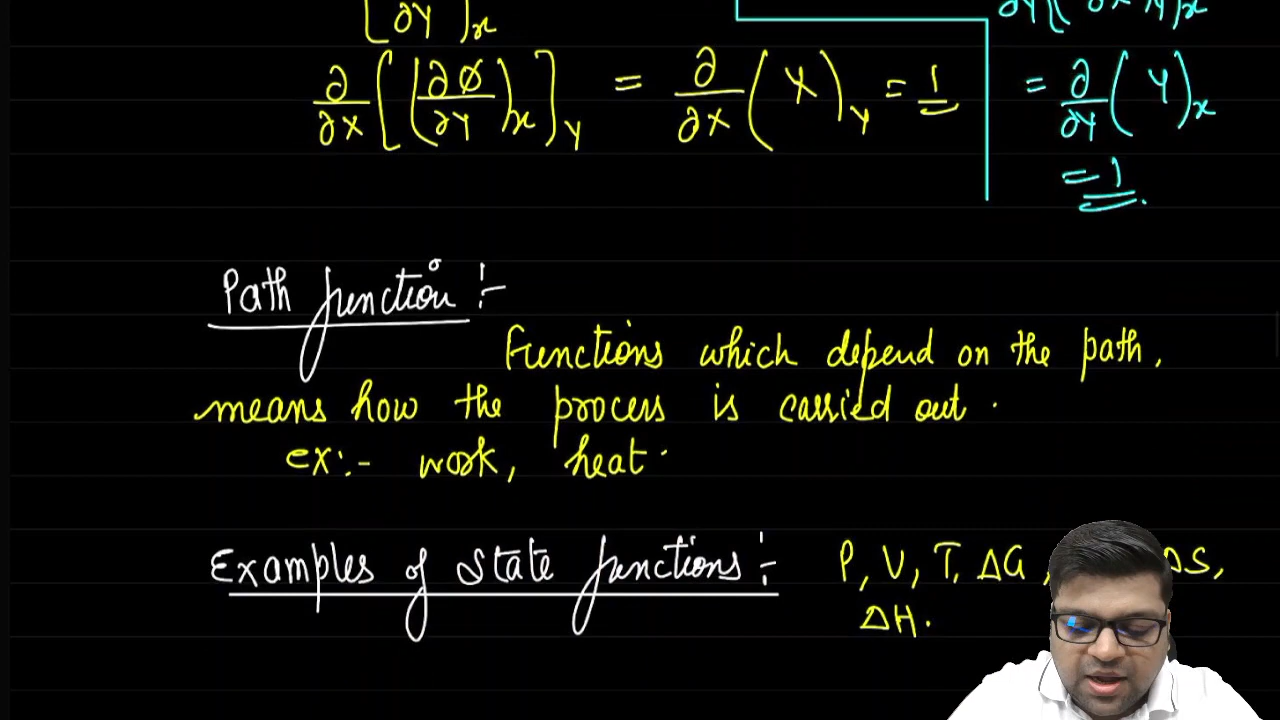 [∂Y ]x
∂/∂x [(∂Ø/∂Y)x]Y = ∂/∂x (x)Y = 1
= ∂/∂Y (Y)x
= 1.
Path function :-
Functions which depend on the path,
means how the process is carried out.
ex:- work, heat.
Examples of state functions :- P, V, T, ΔG, ΔS,
ΔH.